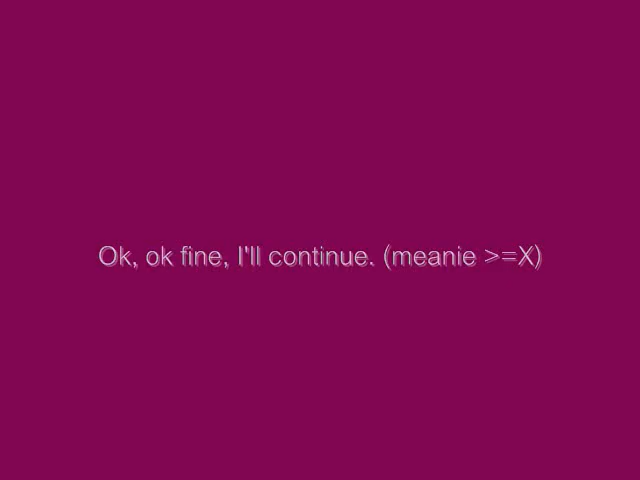 Ok, ok fine, I'll continue. (meanie >=X)